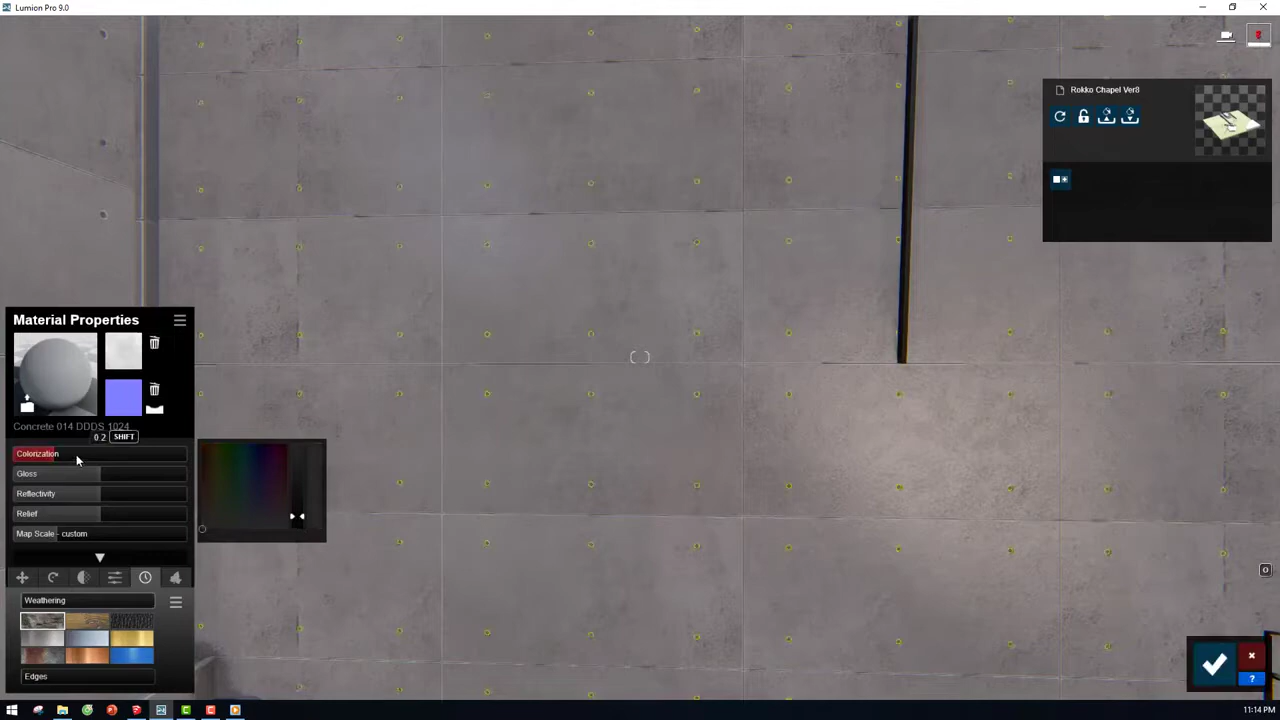 Lumion Pro 9.0
Rokko Chapel Ver8
Material Properties
Concrete 014 DDDS 1024
0.2 SHIFT
Colorization
Gloss
Reflectivity
Relief
Map Scale - custom
Weathering
Edges
?
11:14 PM